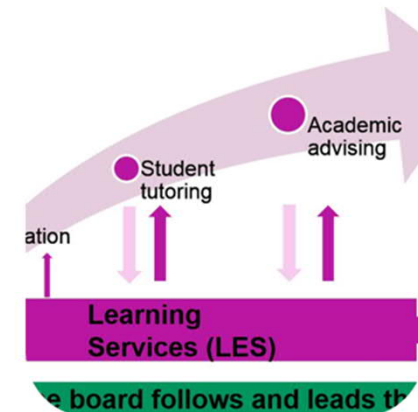 Academic
advising
Student
tutoring
ation
Learning
Services (LES)
e board follows and leads th